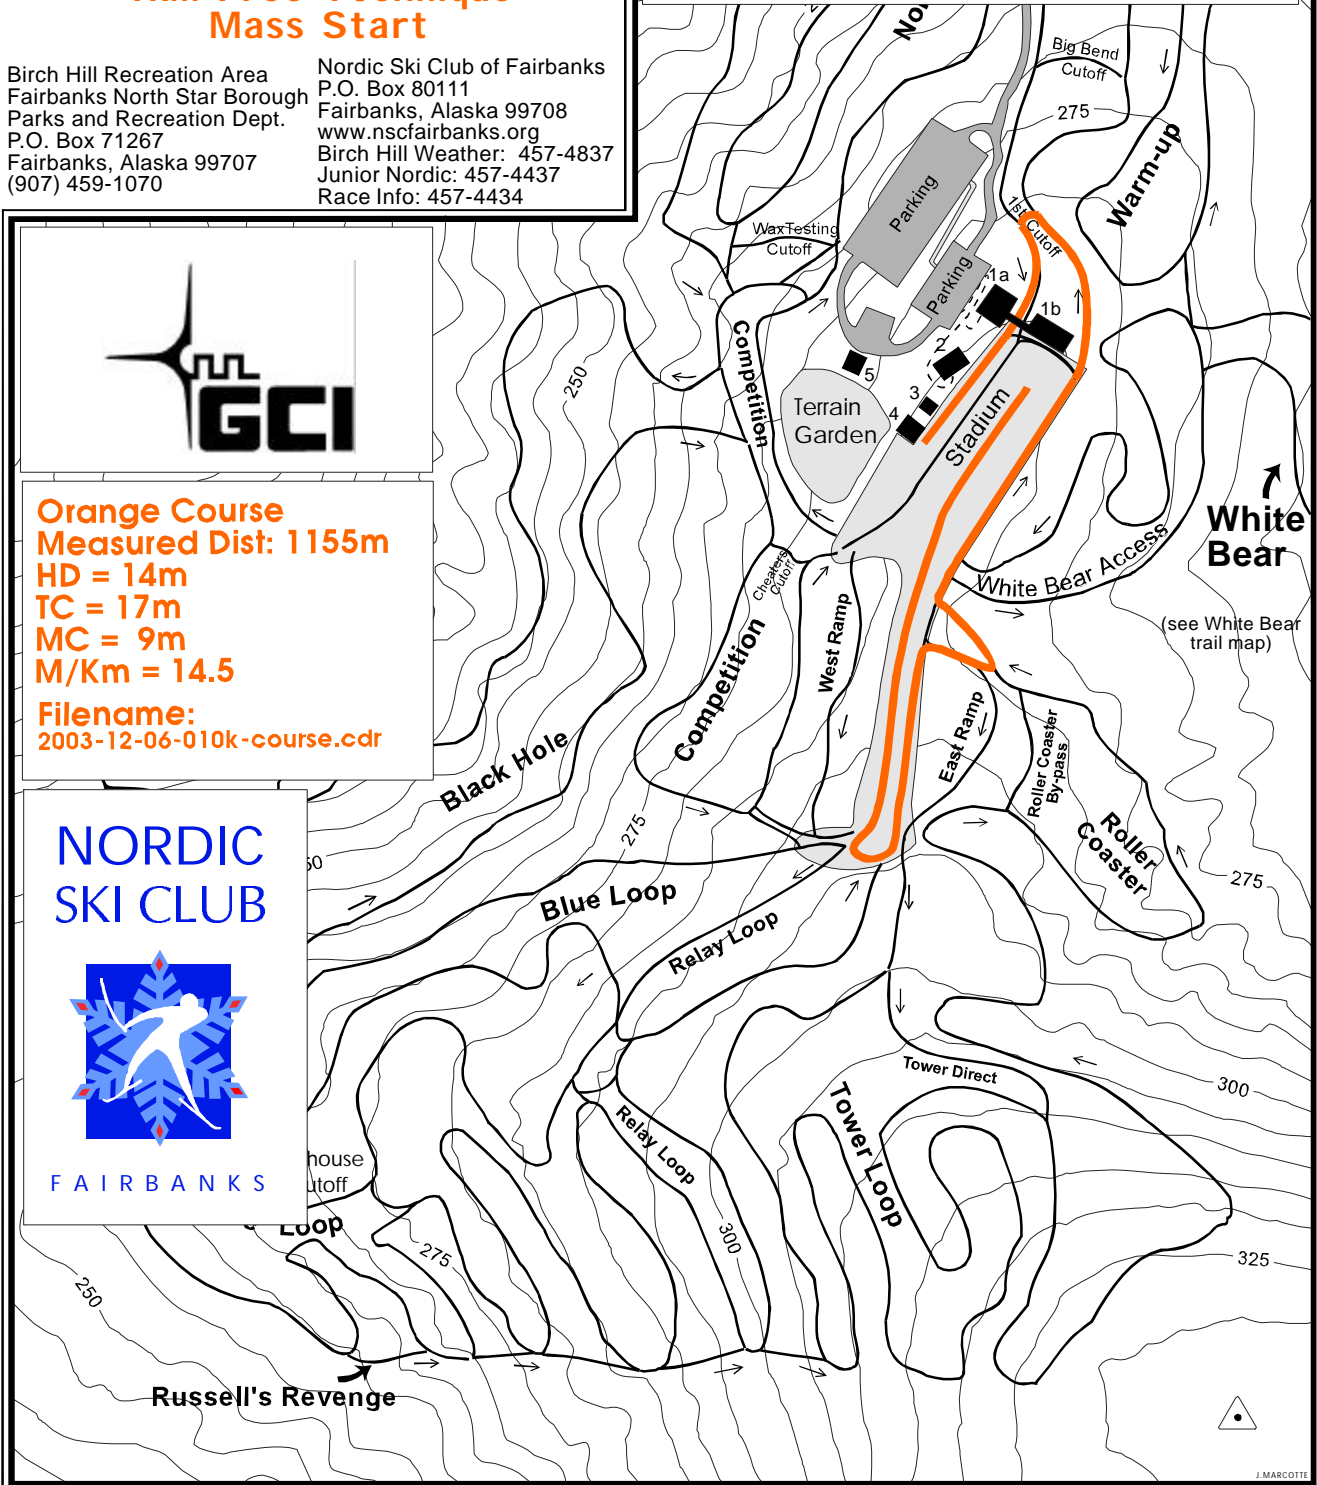 Mass Start
Birch Hill Recreation Area
Fairbanks North Star Borough
Parks and Recreation Dept.
P.O. Box 71267
Fairbanks, Alaska 99707
(907) 459-1070
Nordic Ski Club of Fairbanks
P.O. Box 80111
Fairbanks, Alaska 99708
www.nscfairbanks.org
Birch Hill Weather: 457-4837
Junior Nordic: 457-4437
Race Info: 457-4434
GCI
Orange Course
Measured Dist: 1155m
HD = 14m
TC = 17m
MC = 9m
M/Km = 14.5
Filename:
2003-12-06-010k-course.cdr
NORDIC
SKI CLUB
FAIRBANKS
Big Bend
Cutoff
275
Warm-up
Parking
1st Cutoff
WaxTesting
Cutoff
Parking
1a
1b
2
3
4
5
Competition
250
Terrain
Garden
Stadium
White
Bear
White Bear Access
(see White Bear
trail map)
Cheaters
Cutoff
West Ramp
Competition
East Ramp
Roller Coaster
By-pass
Roller
Coaster
Black Hole
275
275
Blue Loop
Relay Loop
Tower Direct
300
Tower Loop
Relay Loop
house
utoff
Loop
275
300
325
250
Russell's Revenge
J.MARCOTTE